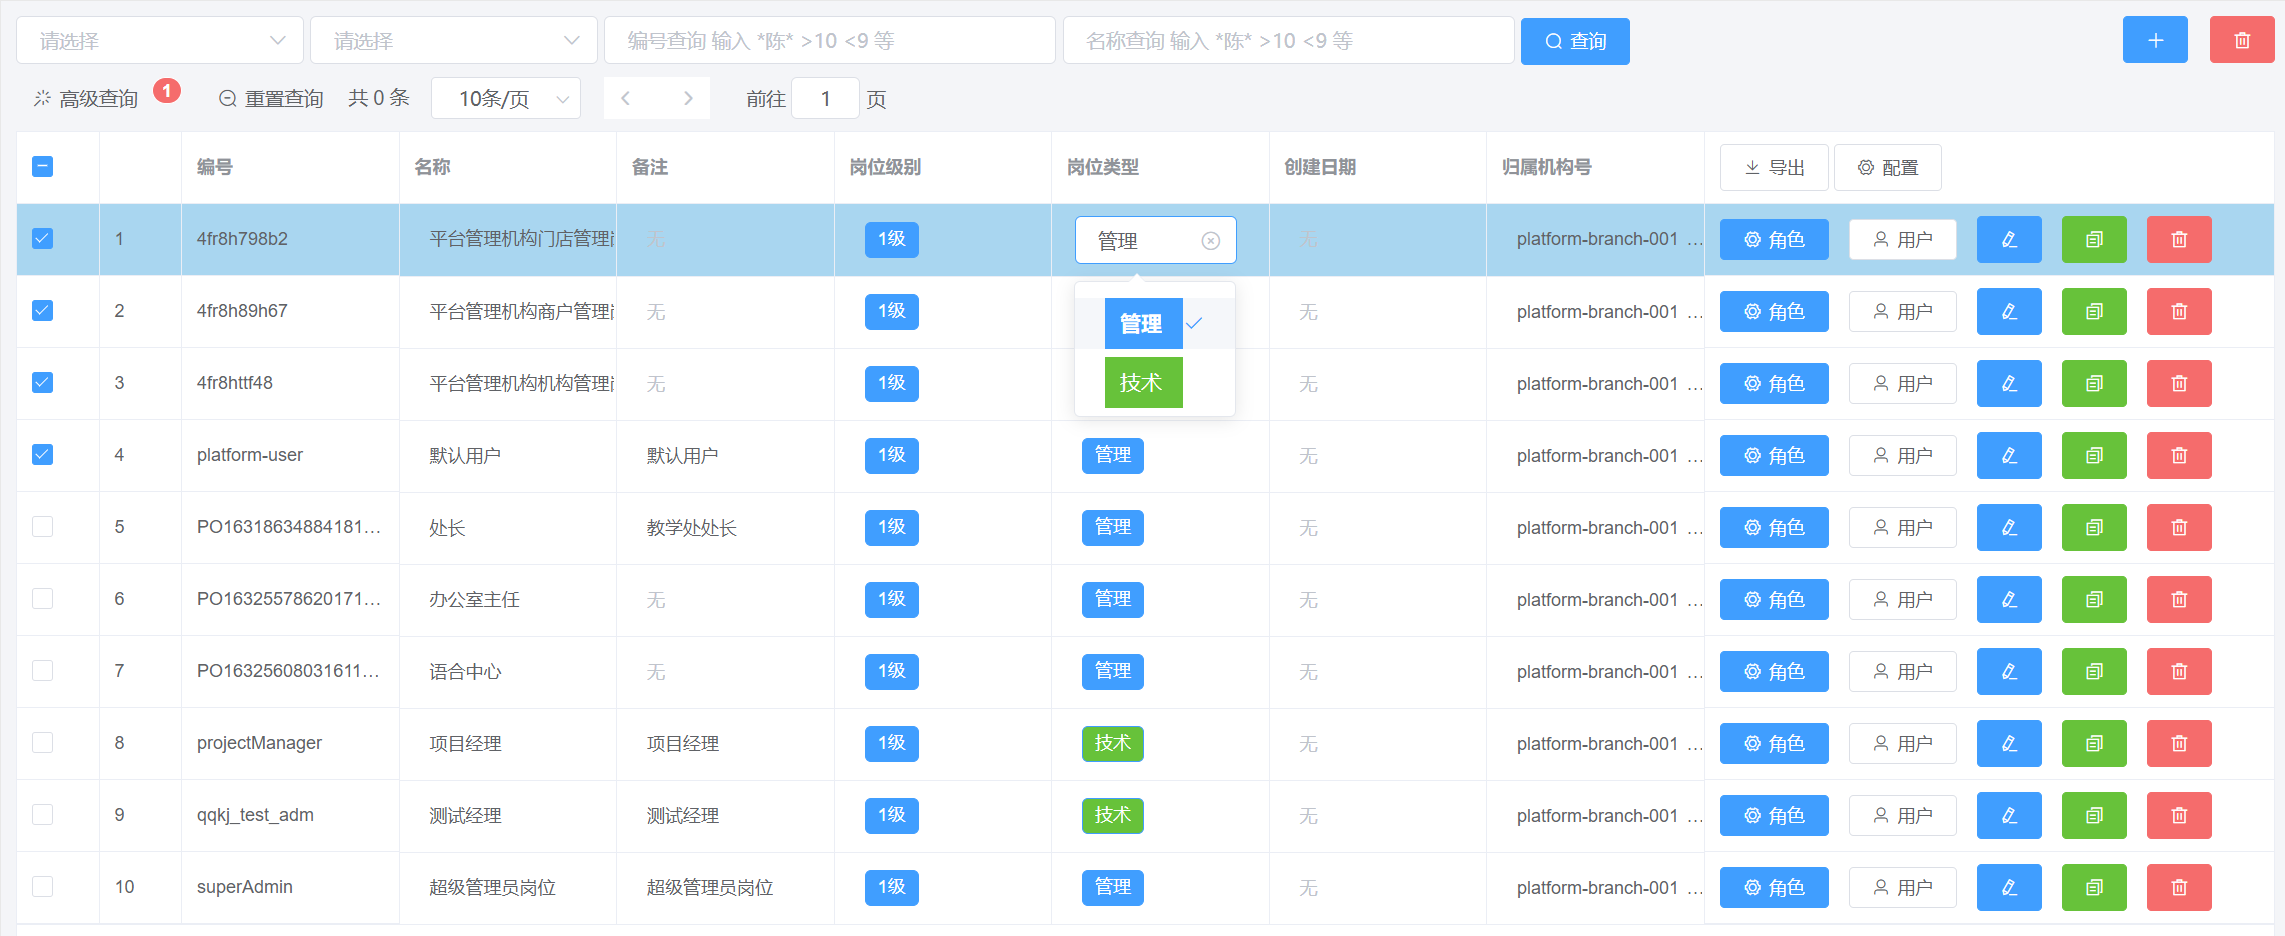 请选择 请选择 编号查询 输入 *陈* >10 <9 等 名称查询 输入 *陈* >10 <9 等 查询
高级查询 1 重置查询 共 0 条 10条/页 前往 1 页
编号 名称 备注 岗位级别 岗位类型 创建日期 归属机构号 导出 配置
1 4fr8h798b2 平台管理机构门店管理 无 1级 管理 无 platform-branch-001 ... 角色 用户
2 4fr8h89h67 平台管理机构商户管理 无 1级 无 platform-branch-001 ... 角色 用户
管理
3 4fr8httf48 平台管理机构机构管理 无 1级 无 platform-branch-001 ... 角色 用户
技术
4 platform-user 默认用户 默认用户 1级 管理 无 platform-branch-001 ... 角色 用户
5 PO16318634884181... 处长 教学处处长 1级 管理 无 platform-branch-001 ... 角色 用户
6 PO16325578620171... 办公室主任 无 1级 管理 无 platform-branch-001 ... 角色 用户
7 PO16325608031611... 语合中心 无 1级 管理 无 platform-branch-001 ... 角色 用户
8 projectManager 项目经理 项目经理 1级 技术 无 platform-branch-001 ... 角色 用户
9 qqkj_test_adm 测试经理 测试经理 1级 技术 无 platform-branch-001 ... 角色 用户
10 superAdmin 超级管理员岗位 超级管理员岗位 1级 管理 无 platform-branch-001 ... 角色 用户